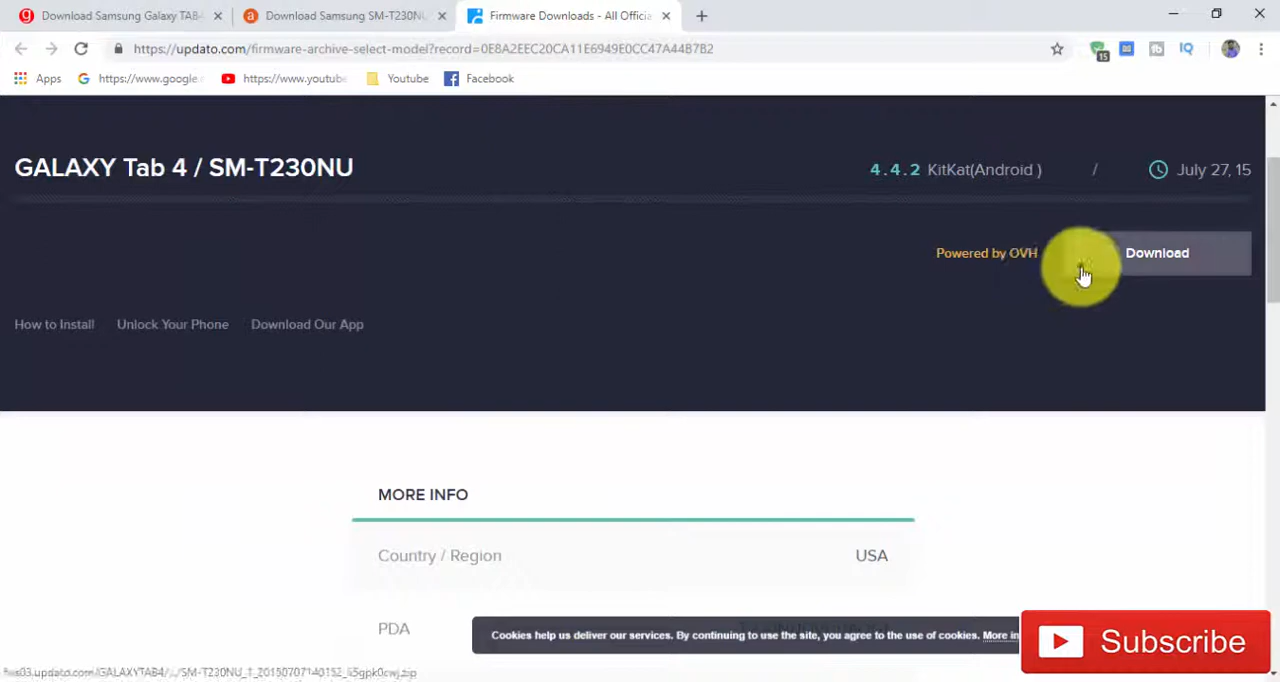 Download Samsung Galaxy TAB4
Download Samsung SM-T230NU
Firmware Downloads - All Officia
https://updato.com/firmware-archive-select-model?record=0E8A2EEC20CA11E6949E0CC47A44B7B2
15
Apps
https://www.google.
https://www.youtube
Youtube
Facebook
GALAXY Tab 4 / SM-T230NU
4.4.2 KitKat(Android ) / July 27, 15
Powered by OVH
Download
How to Install Unlock Your Phone Download Our App
MORE INFO
Country / Region USA
PDA
Cookies help us deliver our services. By continuing to use the site, you agree to the use of cookies. More in
Subscribe